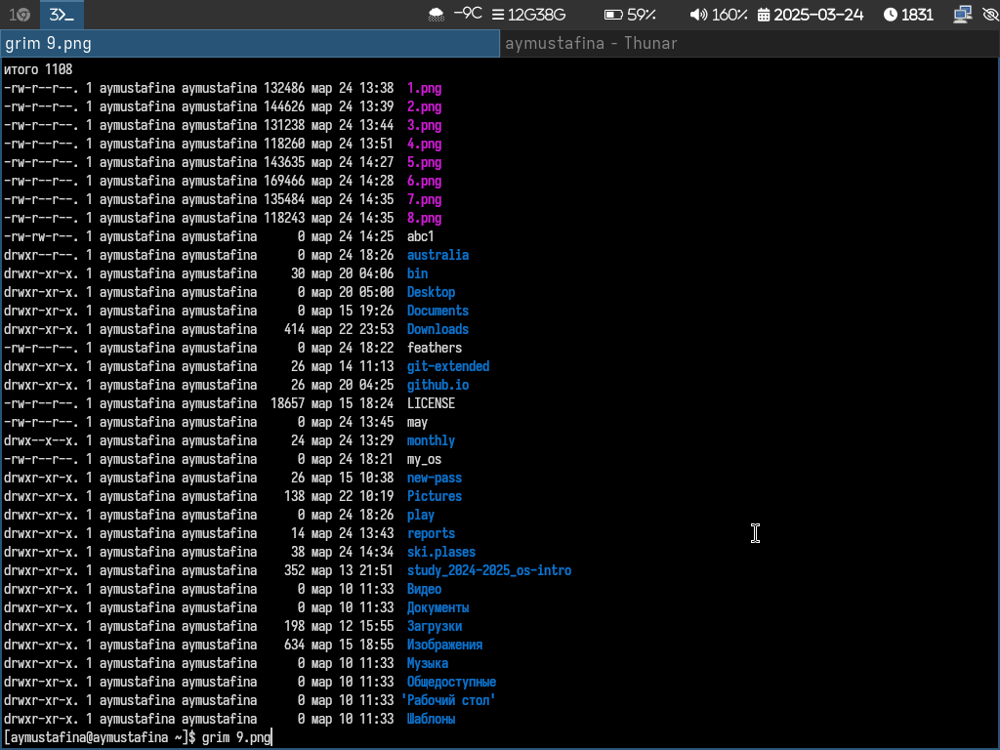 1 3 -9C 12G38G 59% 160% 2025-03-24 1831
grim 9.png aymustafina - Thunar
итого 1108
-rw-r--r--. 1 aymustafina aymustafina 132486 мар 24 13:38 1.png
-rw-r--r--. 1 aymustafina aymustafina 144626 мар 24 13:39 2.png
-rw-r--r--. 1 aymustafina aymustafina 131238 мар 24 13:44 3.png
-rw-r--r--. 1 aymustafina aymustafina 118260 мар 24 13:51 4.png
-rw-r--r--. 1 aymustafina aymustafina 143635 мар 24 14:27 5.png
-rw-r--r--. 1 aymustafina aymustafina 169466 мар 24 14:28 6.png
-rw-r--r--. 1 aymustafina aymustafina 135484 мар 24 14:35 7.png
-rw-r--r--. 1 aymustafina aymustafina 118243 мар 24 14:35 8.png
-rw-rw-r--. 1 aymustafina aymustafina 0 мар 24 14:25 abc1
drwxr--r--. 1 aymustafina aymustafina 0 мар 24 18:26 australia
drwxr-xr-x. 1 aymustafina aymustafina 30 мар 20 04:06 bin
drwxr-xr-x. 1 aymustafina aymustafina 0 мар 20 05:00 Desktop
drwxr-xr-x. 1 aymustafina aymustafina 0 мар 15 19:26 Documents
drwxr-xr-x. 1 aymustafina aymustafina 414 мар 22 23:53 Downloads
-rw-r--r--. 1 aymustafina aymustafina 0 мар 24 18:22 feathers
drwxr-xr-x. 1 aymustafina aymustafina 26 мар 14 11:13 git-extended
drwxr-xr-x. 1 aymustafina aymustafina 26 мар 20 04:25 github.io
-rw-r--r--. 1 aymustafina aymustafina 18657 мар 15 18:24 LICENSE
-rw-r--r--. 1 aymustafina aymustafina 0 мар 24 13:45 may
drwx--x--x. 1 aymustafina aymustafina 24 мар 24 13:29 monthly
-rw-r--r--. 1 aymustafina aymustafina 0 мар 24 18:21 my_os
drwxr-xr-x. 1 aymustafina aymustafina 26 мар 15 10:38 new-pass
drwxr-xr-x. 1 aymustafina aymustafina 138 мар 22 10:19 Pictures
drwxr-xr-x. 1 aymustafina aymustafina 0 мар 24 18:26 play
drwxr-xr-x. 1 aymustafina aymustafina 14 мар 24 13:43 reports
drwxr-xr-x. 1 aymustafina aymustafina 38 мар 24 14:34 ski.plases
drwxr-xr-x. 1 aymustafina aymustafina 352 мар 13 21:51 study_2024-2025_os-intro
drwxr-xr-x. 1 aymustafina aymustafina 0 мар 10 11:33 Видео
drwxr-xr-x. 1 aymustafina aymustafina 0 мар 10 11:33 Документы
drwxr-xr-x. 1 aymustafina aymustafina 198 мар 12 15:55 Загрузки
drwxr-xr-x. 1 aymustafina aymustafina 634 мар 15 18:55 Изображения
drwxr-xr-x. 1 aymustafina aymustafina 0 мар 10 11:33 Музыка
drwxr-xr-x. 1 aymustafina aymustafina 0 мар 10 11:33 Общедоступные
drwxr-xr-x. 1 aymustafina aymustafina 0 мар 10 11:33 'Рабочий стол'
drwxr-xr-x. 1 aymustafina aymustafina 0 мар 10 11:33 Шаблоны
[aymustafina@aymustafina ~]$ grim 9.png